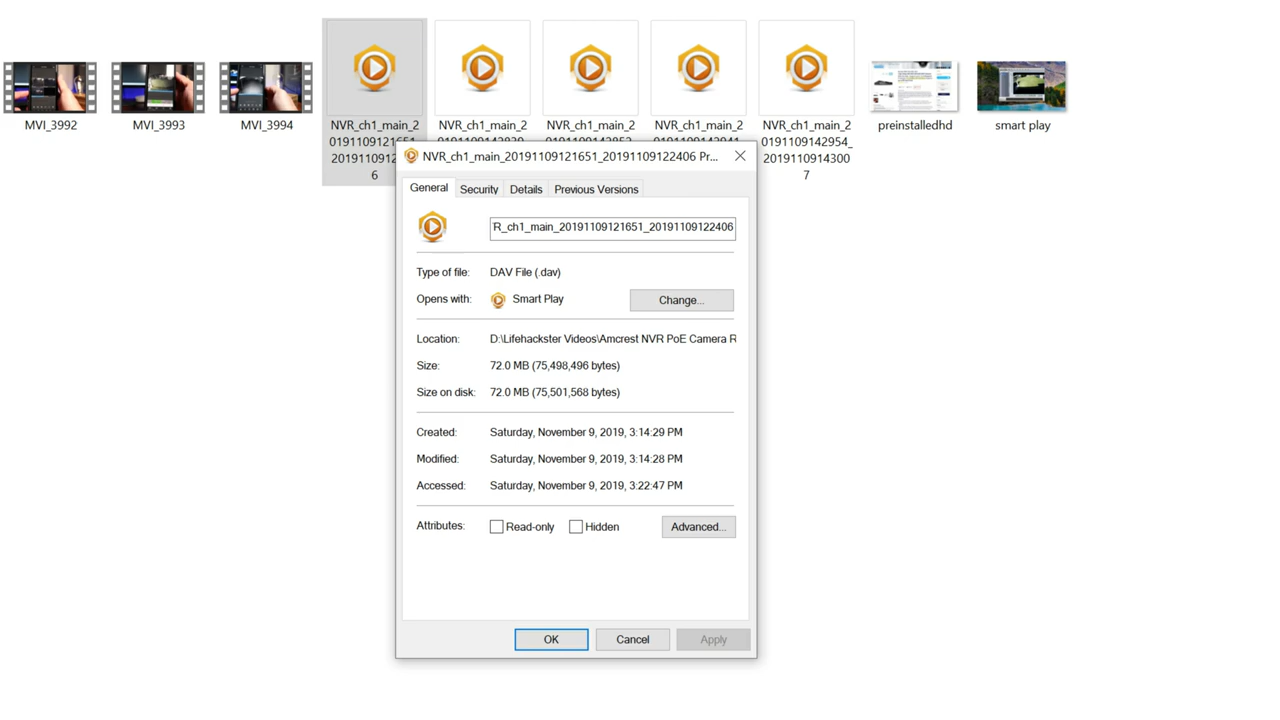 MVI_3992
MVI_3993
MVI_3994
NVR_ch1_main_2
NVR_ch1_main_2
NVR_ch1_main_2
NVR_ch1_main_2
NVR_ch1_main_2
preinstalledhd
smart play
0191109142954_
2019110914300
7
6
NVR_ch1_main_20191109121651_20191109122406 Pr...
General
Security
Details
Previous Versions
R_ch1_main_20191109121651_20191109122406
Type of file:
DAV File (.dav)
Opens with:
Smart Play
Change...
Location:
D:\Lifehackster Videos\Amcrest NVR PoE Camera R
Size:
72.0 MB (75,498,496 bytes)
Size on disk:
72.0 MB (75,501,568 bytes)
Created:
Saturday, November 9, 2019, 3:14:29 PM
Modified:
Saturday, November 9, 2019, 3:14:28 PM
Accessed:
Saturday, November 9, 2019, 3:22:47 PM
Attributes:
Read-only
Hidden
Advanced...
OK
Cancel
Apply